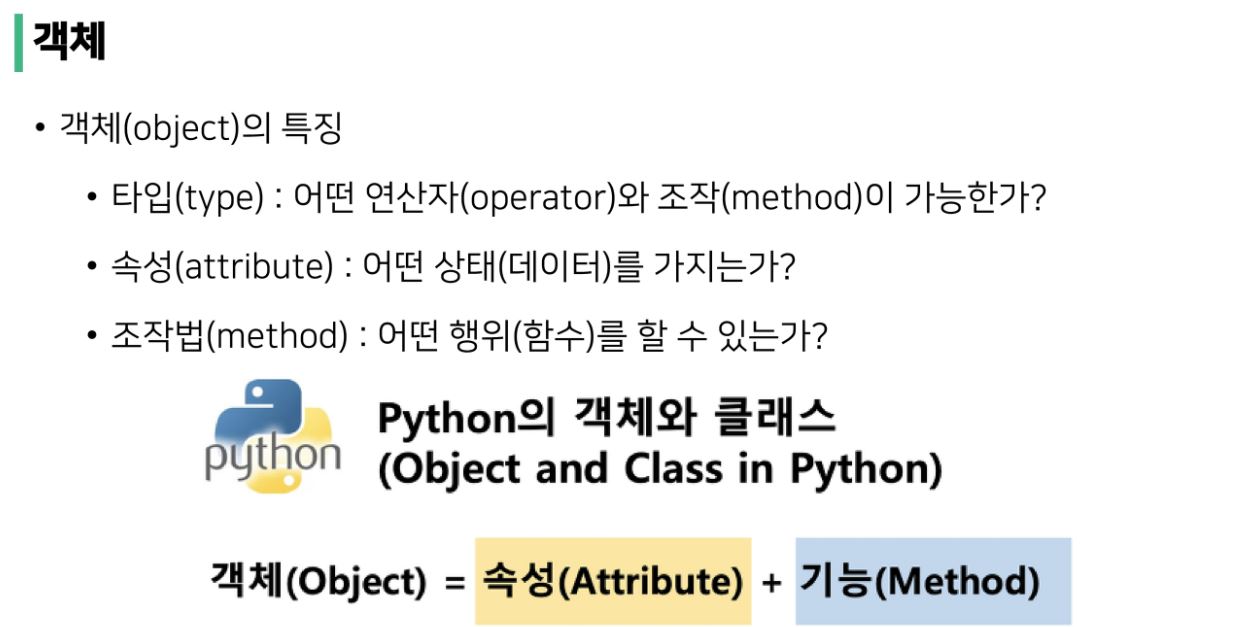 객체
• 객체(object)의 특징
• 타입(type) : 어떤 연산자(operator)와 조작(method)이 가능한가?
• 속성(attribute) : 어떤 상태(데이터)를 가지는가?
• 조작법(method) : 어떤 행위(함수)를 할 수 있는가?
python
Python의 객체와 클래스
(Object and Class in Python)
객체(Object) = 속성(Attribute) + 기능(Method)